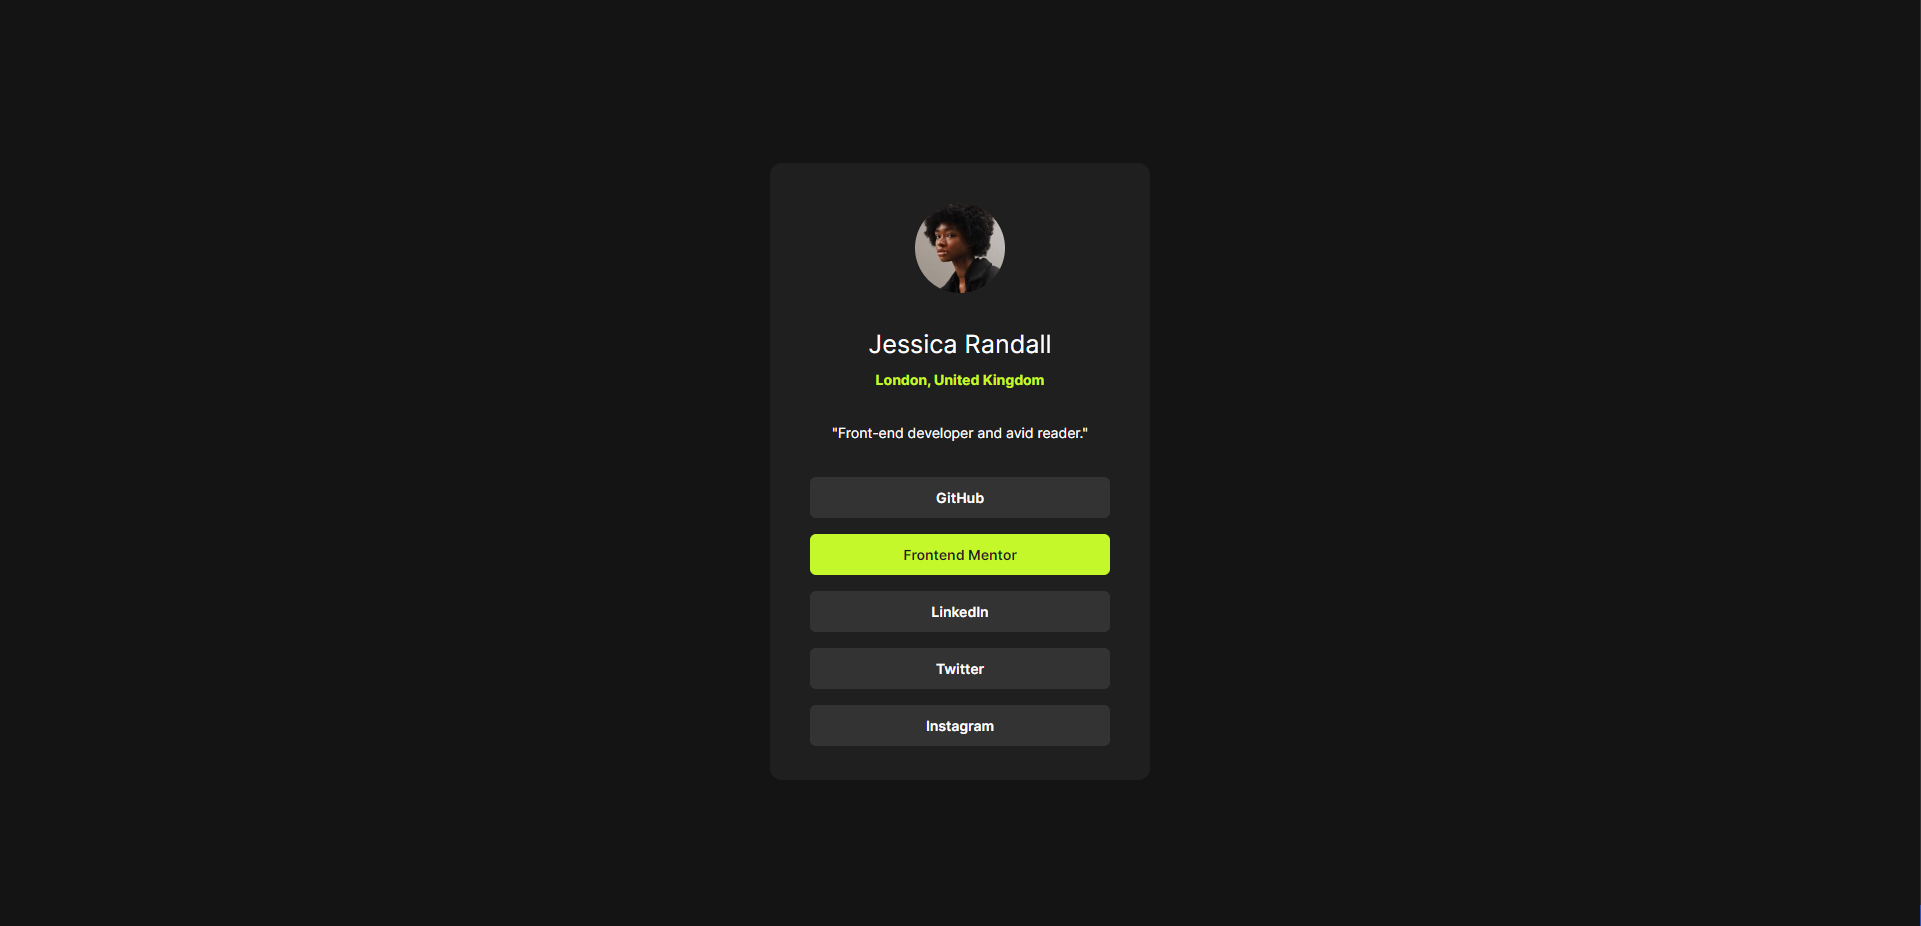 Jessica Randall
London, United Kingdom
"Front-end developer and avid reader."
GitHub
Frontend Mentor
LinkedIn
Twitter
Instagram